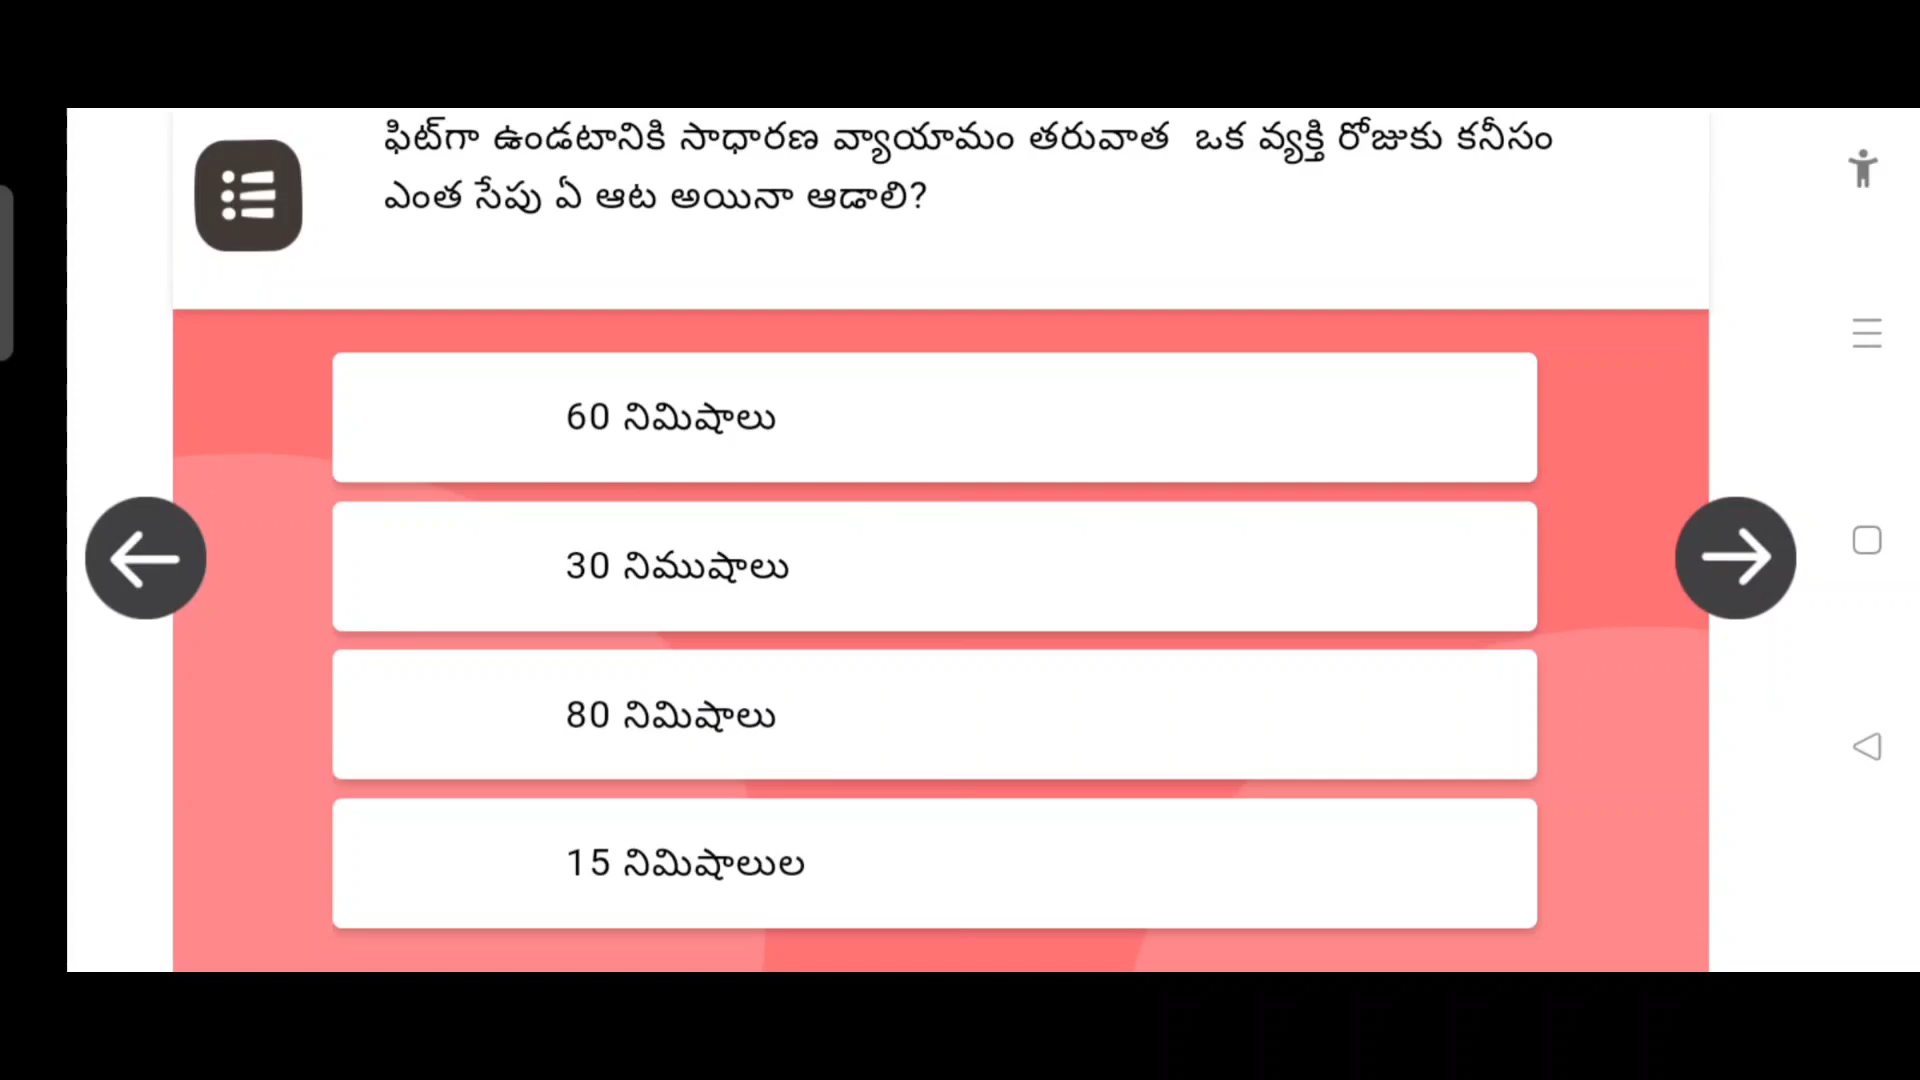 ఫిట్‌గా ఉండటానికి సాధారణ వ్యాయామం తరువాత ఒక వ్యక్తి రోజుకు కనీసం
ఎంత సేపు ఏ ఆట అయినా ఆడాలి?
60 నిమిషాలు
30 నిముషాలు
80 నిమిషాలు
15 నిమిషాలుల